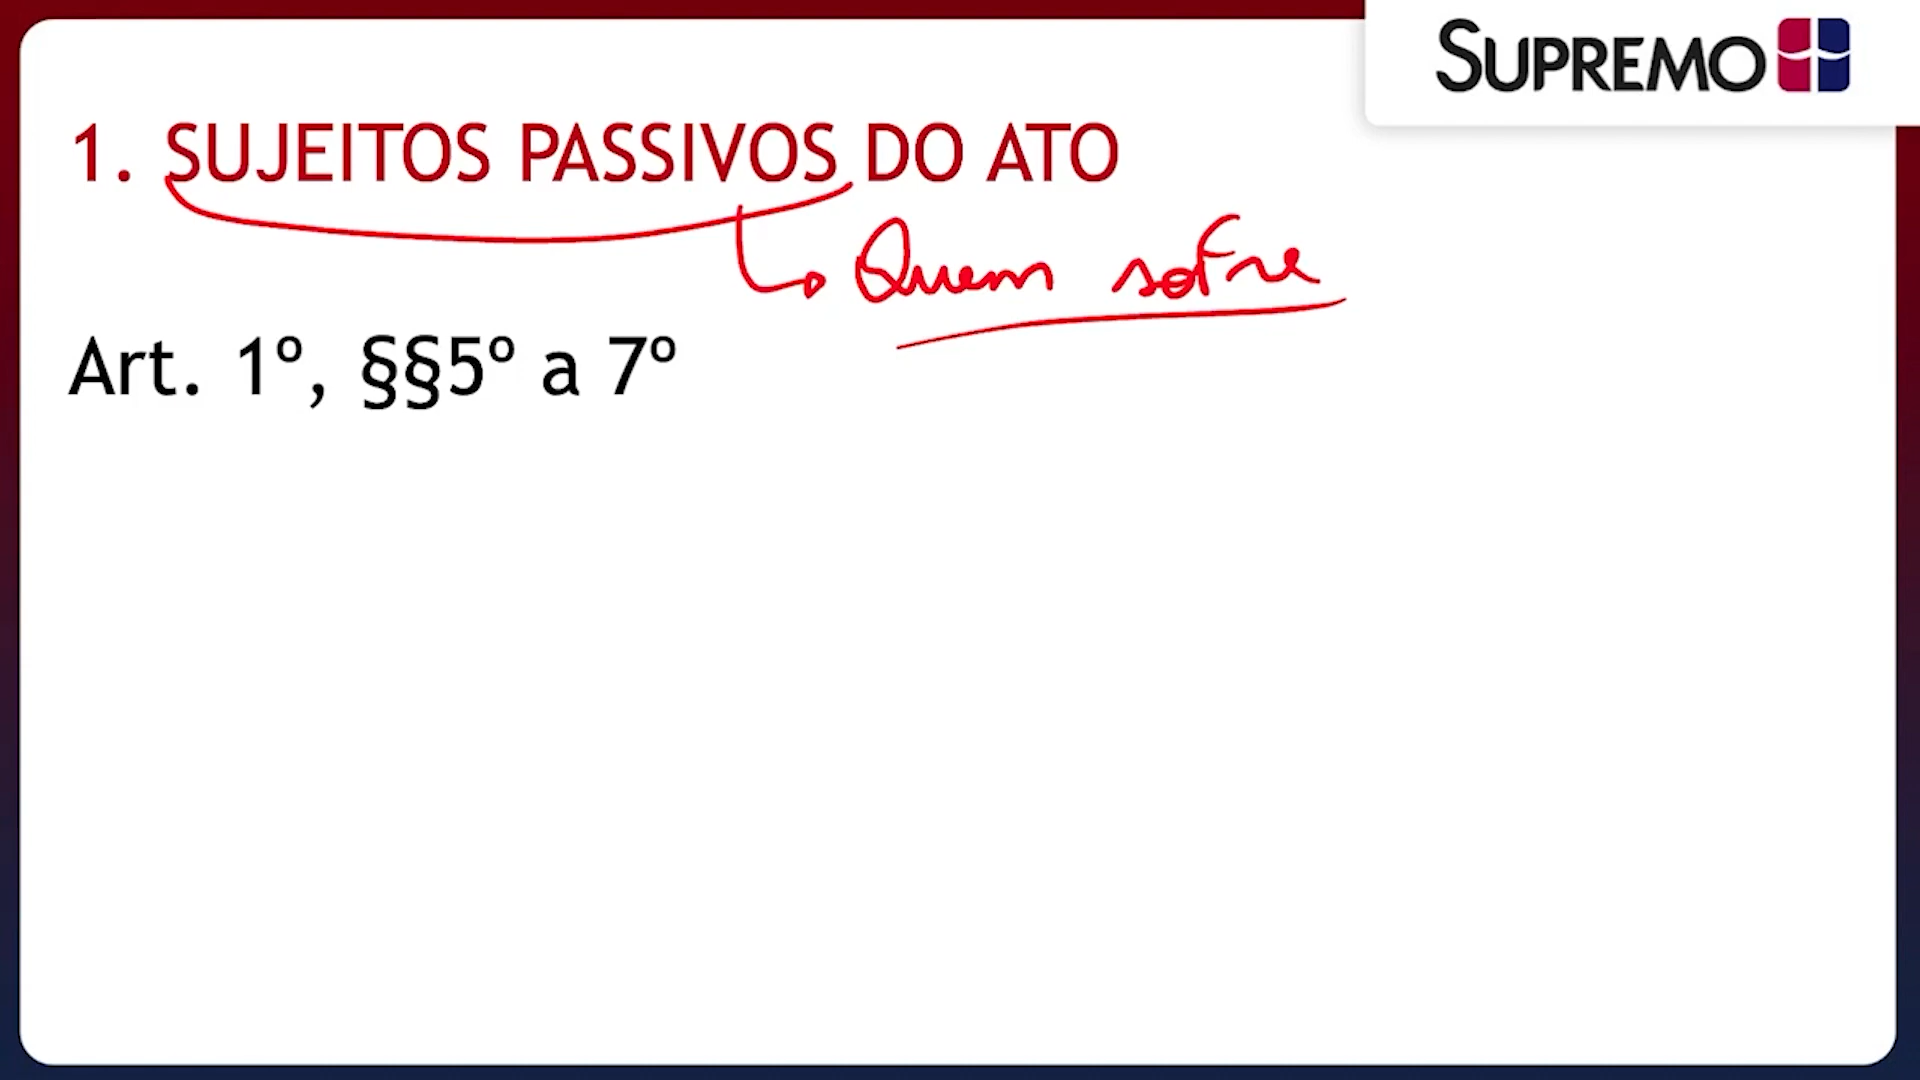 SUPREMO
1. SUJEITOS PASSIVOS DO ATO
Quem sofre
Art. 1º, §§5º a 7º